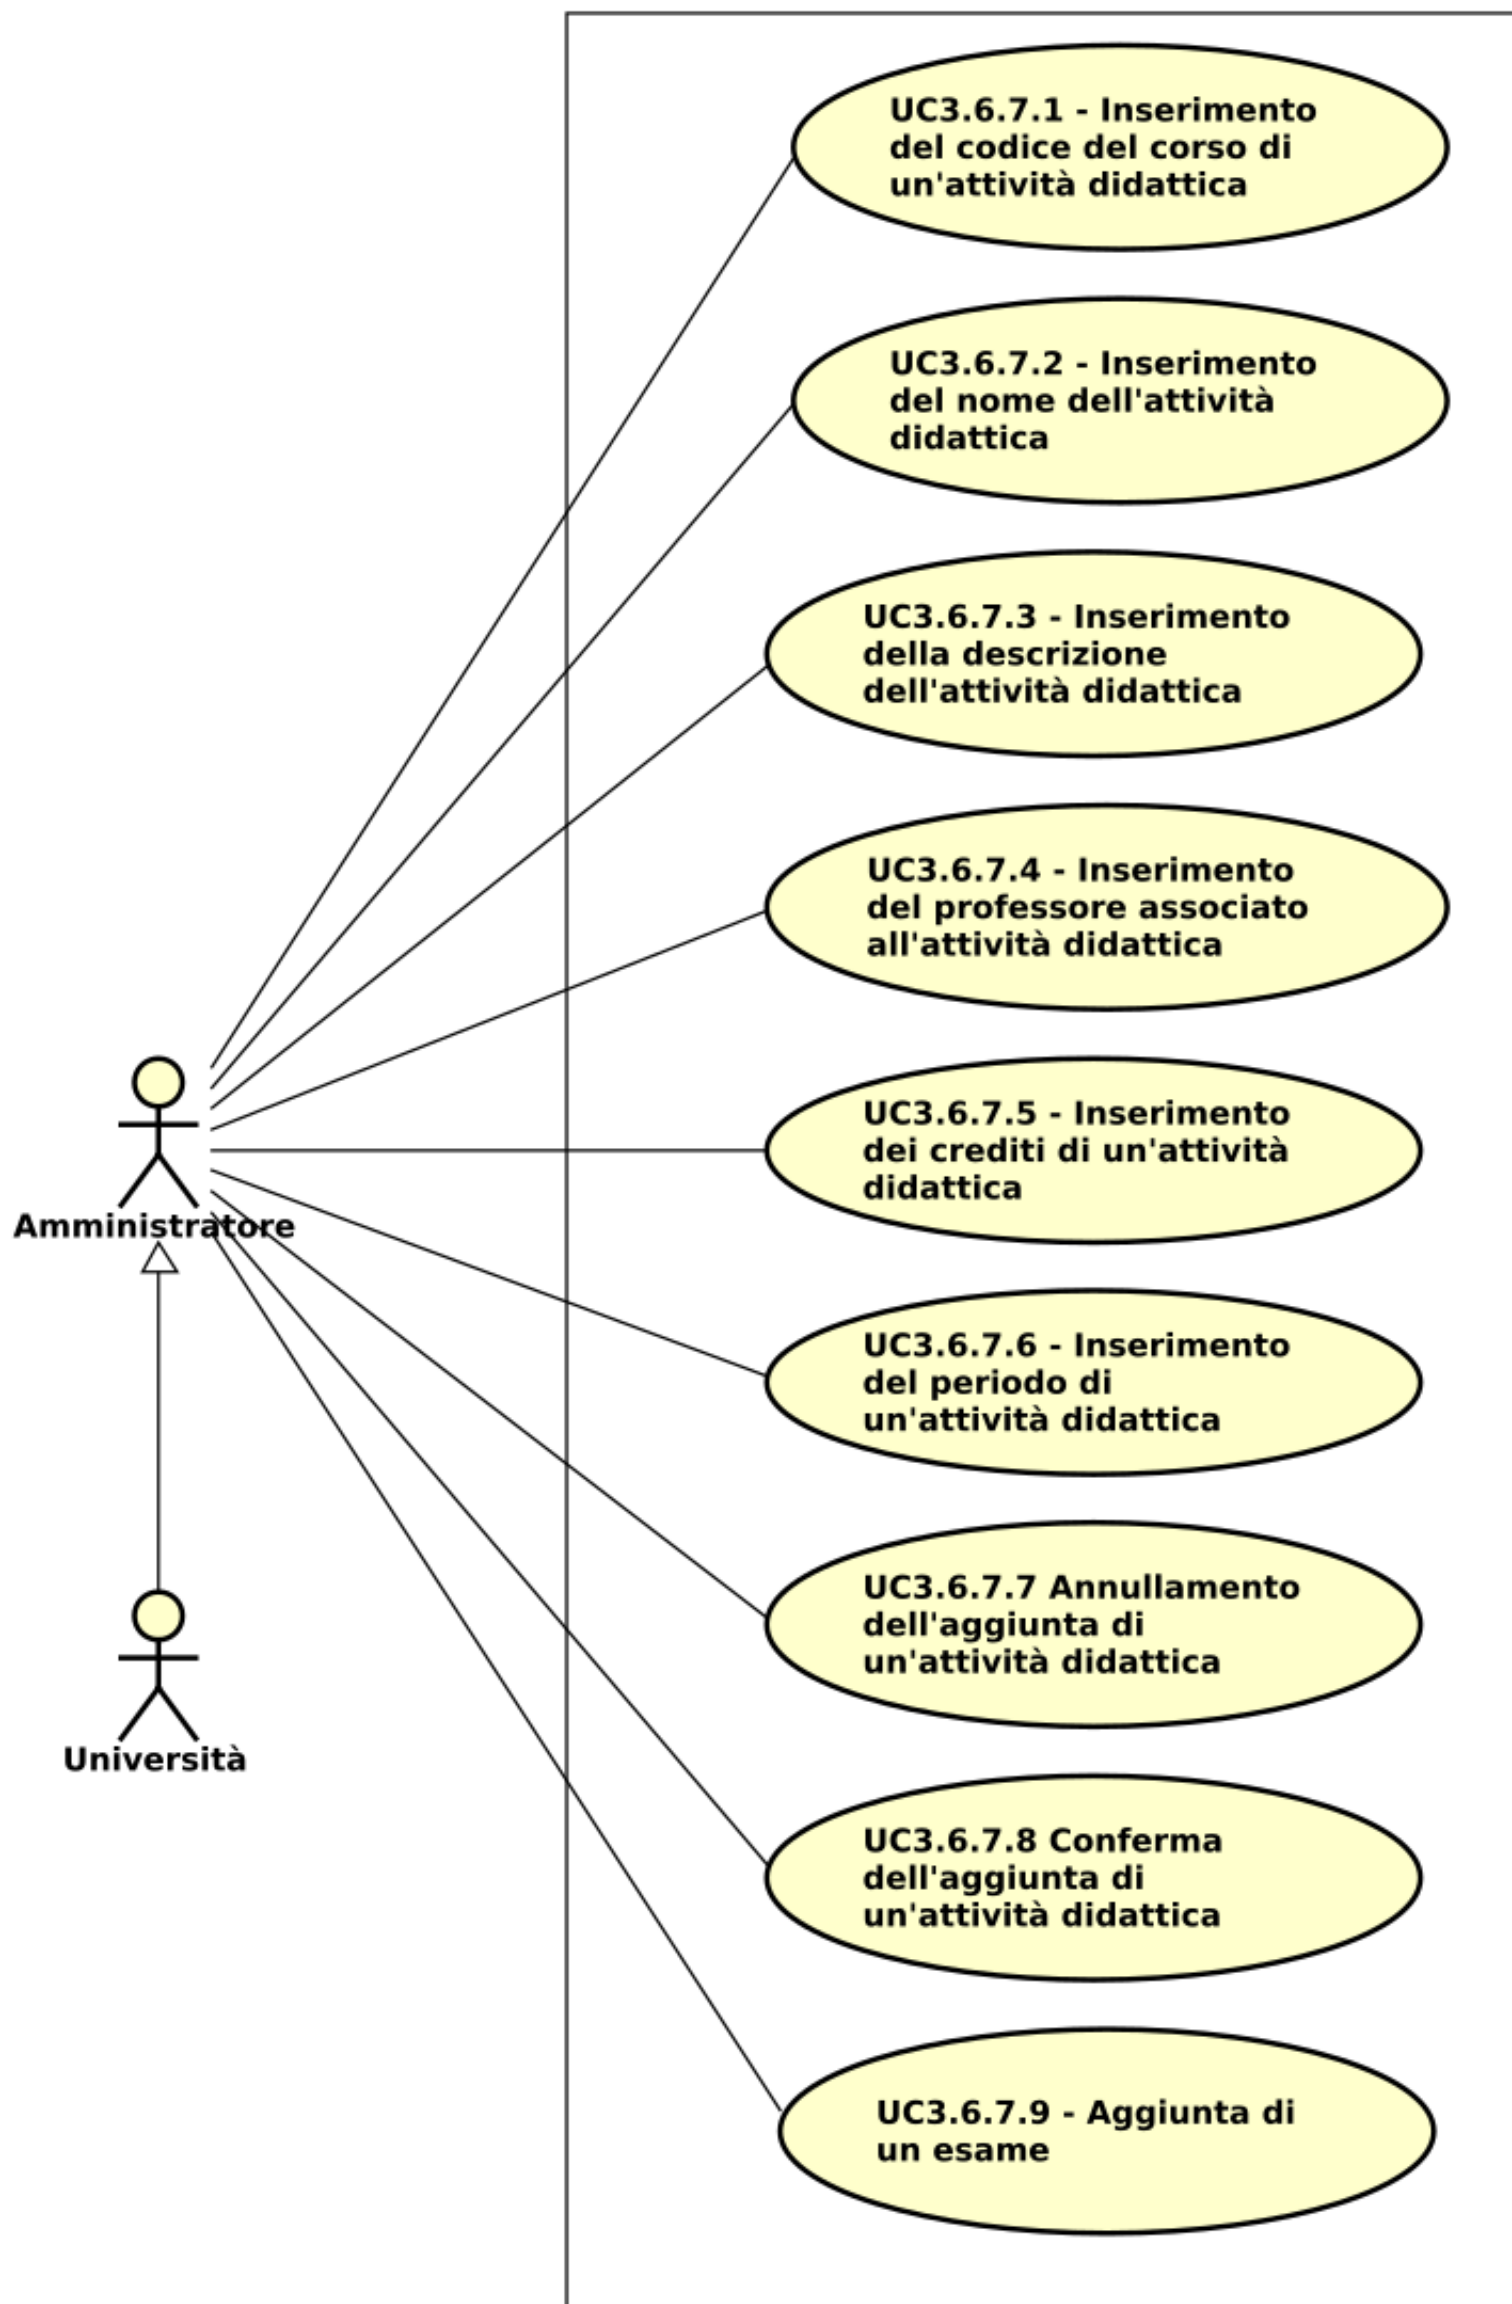 UC3.6.7.1 - Inserimento
del codice del corso di
un'attività didattica
UC3.6.7.2 - Inserimento
del nome dell'attività
didattica
UC3.6.7.3 - Inserimento
della descrizione
dell'attività didattica
UC3.6.7.4 - Inserimento
del professore associato
all'attività didattica
UC3.6.7.5 - Inserimento
dei crediti di un'attività
didattica
Amministratore
UC3.6.7.6 - Inserimento
del periodo di
un'attività didattica
UC3.6.7.7 Annullamento
dell'aggiunta di
un'attività didattica
Università
UC3.6.7.8 Conferma
dell'aggiunta di
un'attività didattica
UC3.6.7.9 - Aggiunta di
un esame